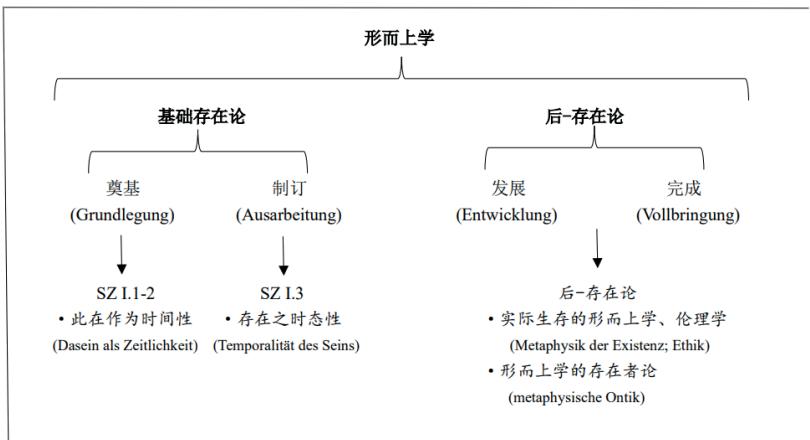 形而上学
基础存在论 后-存在论
奠基 制订 发展 完成
(Grundlegung) (Ausarbeitung) (Entwicklung) (Vollbringung)
SZ I.1-2 SZ I.3 后-存在论
• 此在作为时间性 • 存在之时态性 • 实际生存的形而上学、伦理学
(Dasein als Zeitlichkeit) (Temporalität des Seins) (Metaphysik der Existenz; Ethik)
• 形而上学的存在者论
(metaphysische Ontik)